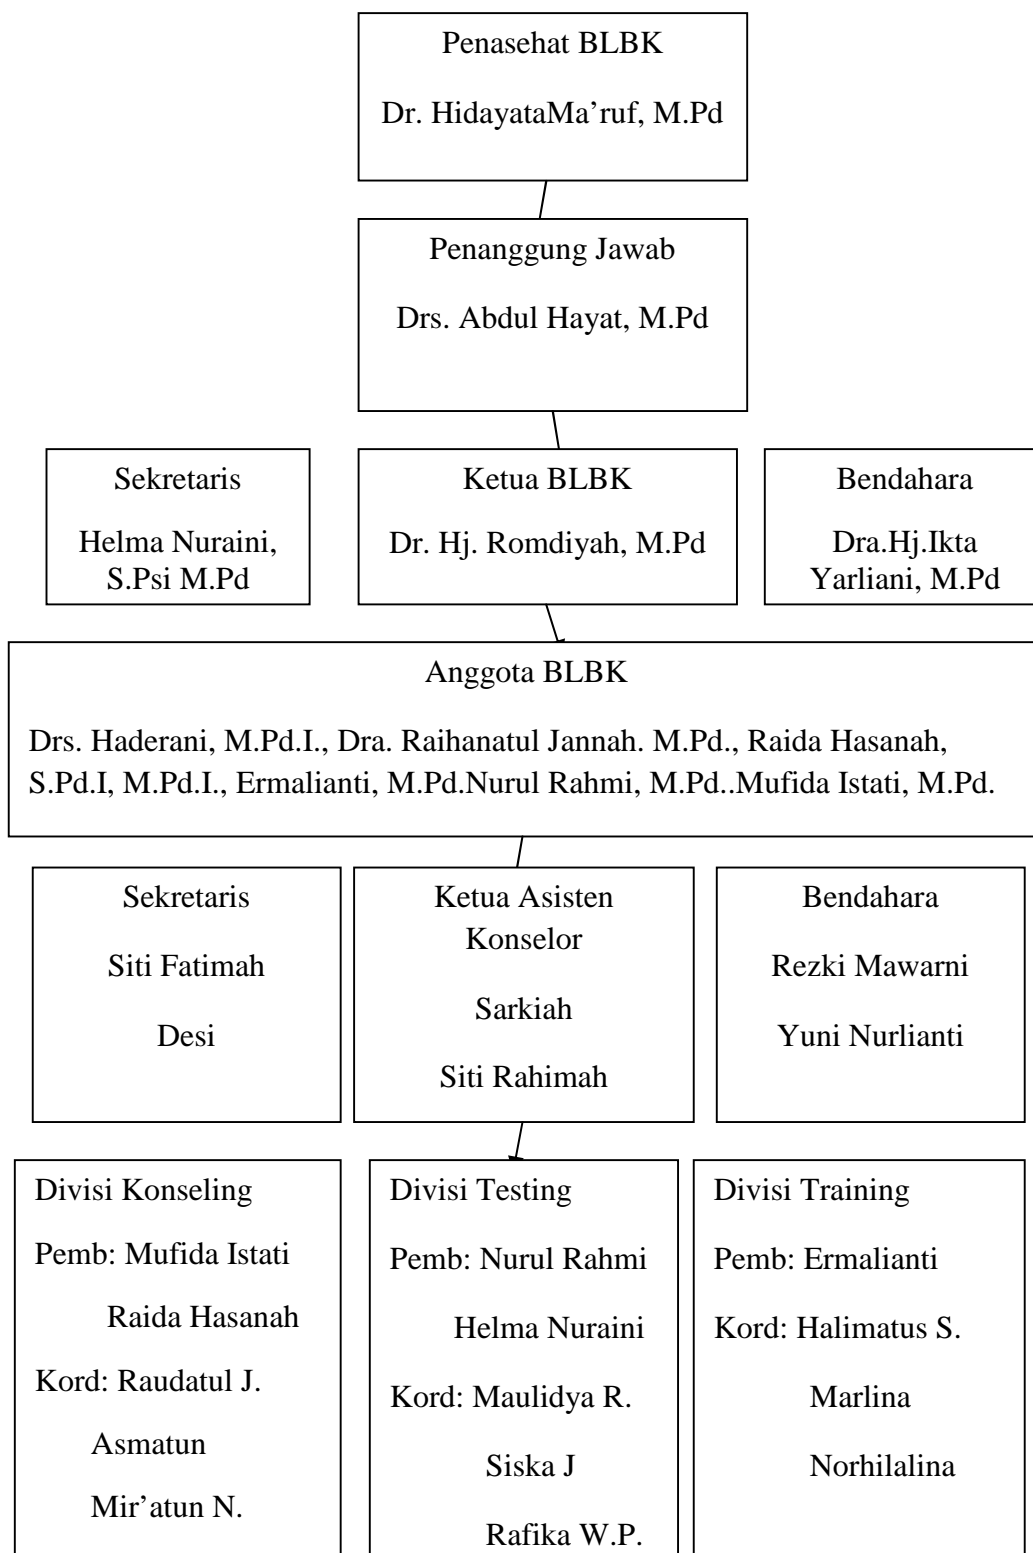 Penasehat BLBK
Dr. HidayataMa’ruf, M.Pd
Penanggung Jawab
Drs. Abdul Hayat, M.Pd
Sekretaris
Helma Nuraini,
S.Psi M.Pd
Ketua BLBK
Dr. Hj. Romdiyah, M.Pd
Bendahara
Dra.Hj.Ikta
Yarliani, M.Pd
Anggota BLBK
Drs. Haderani, M.Pd.I., Dra. Raihanatul Jannah. M.Pd., Raida Hasanah,
S.Pd.I, M.Pd.I., Ermalianti, M.Pd.Nurul Rahmi, M.Pd..Mufida Istati, M.Pd.
Sekretaris
Siti Fatimah
Desi
Ketua Asisten
Konselor
Sarkiah
Siti Rahimah
Bendahara
Rezki Mawarni
Yuni Nurlianti
Divisi Konseling
Pemb: Mufida Istati
Raida Hasanah
Kord: Raudatul J.
Asmatun
Mir’atun N.
Divisi Testing
Pemb: Nurul Rahmi
Helma Nuraini
Kord: Maulidya R.
Siska J
Rafika W.P.
Divisi Training
Pemb: Ermalianti
Kord: Halimatus S.
Marlina
Norhilalina